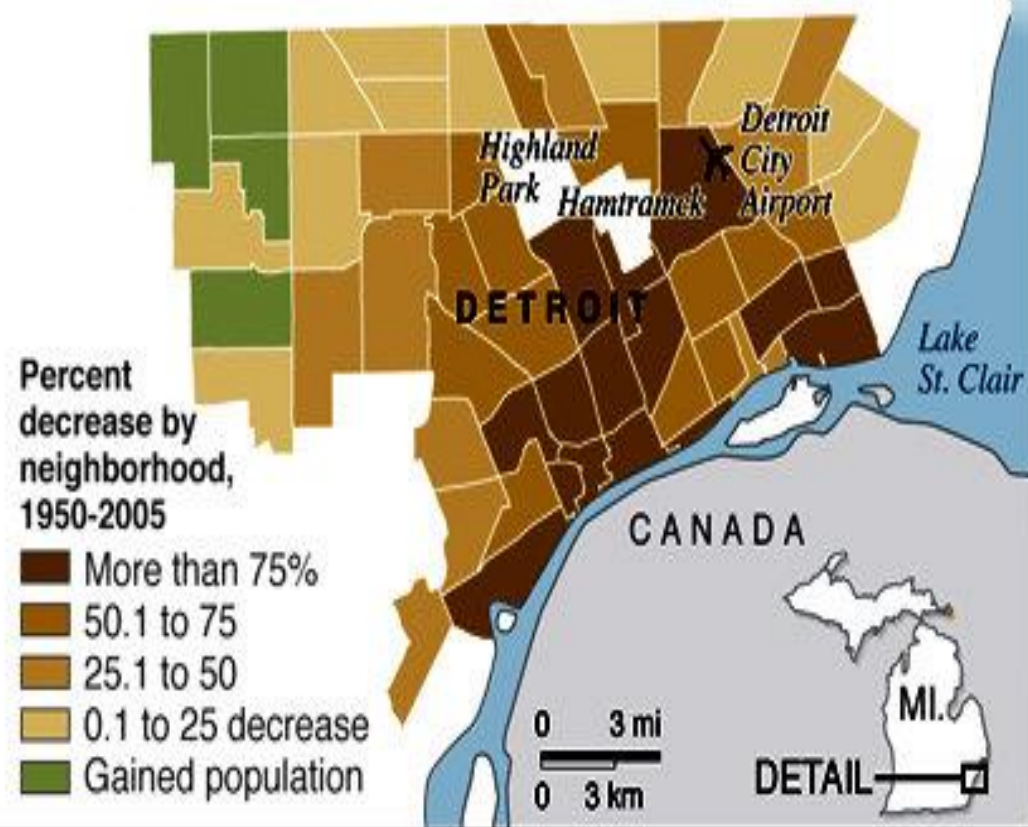 Highland
Park
Hamtramck
Detroit
City
Airport
DETROIT
Lake
St. Clair
Percent
decrease by
neighborhood,
1950-2005
More than 75%
50.1 to 75
25.1 to 50
0.1 to 25 decrease
Gained population
CANADA
0 3 mi
0 3 km
MI.
DETAIL